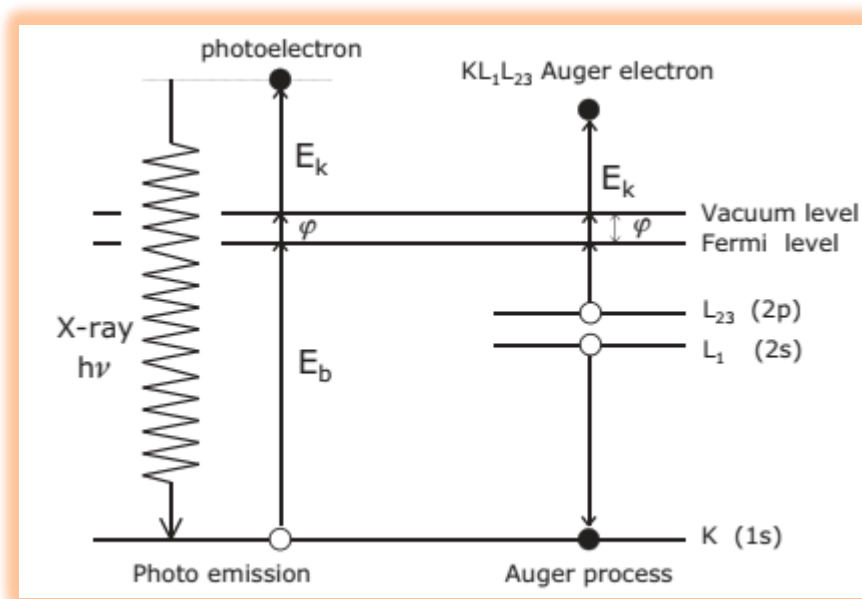 photoelectron
KL₁L₂₃ Auger electron
Eₖ
Eₖ
Vacuum level
φ
φ
Fermi level
L₂₃ (2p)
X-ray
hν
E_b
L₁ (2s)
K (1s)
Photo emission
Auger process